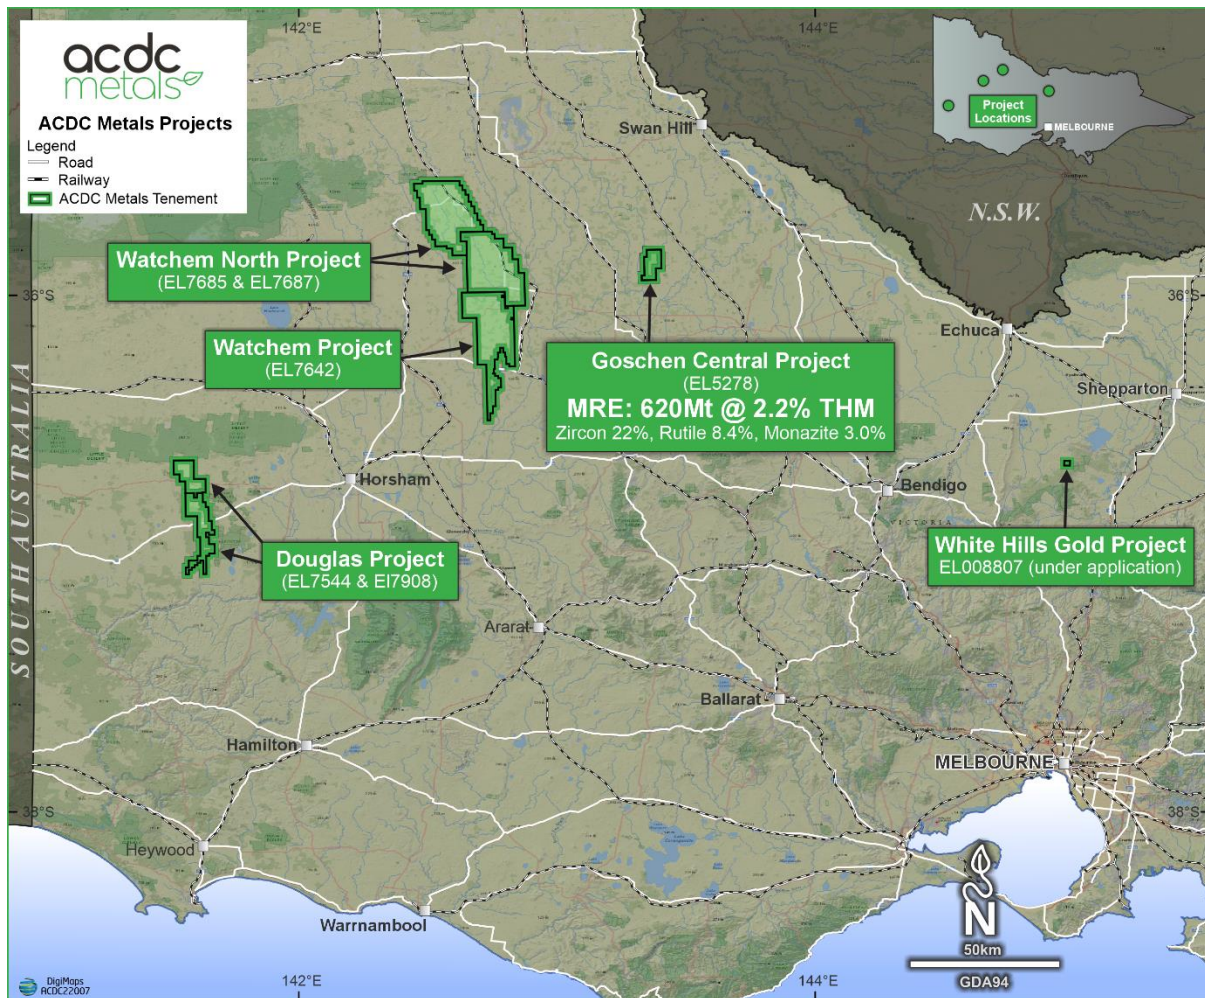 142°E
144°E
acdc
metals
ACDC Metals Projects
Legend
Road
Railway
ACDC Metals Tenement
Project
Locations
MELBOURNE
Swan Hill
N.S.W.
Watchem North Project
(EL7685 & EL7687)
36°S
36°S
Echuca
Watchem Project
(EL7642)
Goschen Central Project
(EL5278)
MRE: 620Mt @ 2.2% THM
Zircon 22%, Rutile 8.4%, Monazite 3.0%
Shepparton
SOUTH AUSTRALIA
Horsham
Bendigo
VICTORIA
White Hills Gold Project
EL008807 (under application)
Douglas Project
(EL7544 & El7908)
Ararat
Ballarat
Hamilton
MELBOURNE
38°S
38°S
Heywood
Warrnambool
N
50km
GDA94
142°E
144°E
DigiMaps
ACDC22007